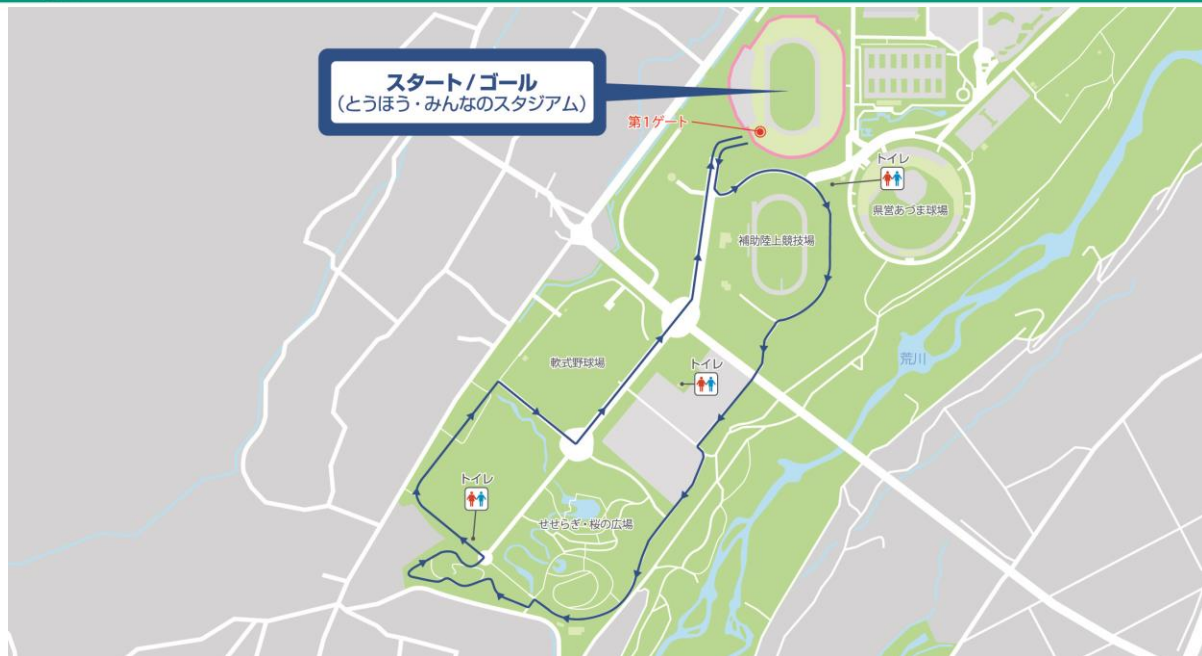 スタート/ゴール
(とうほう・みんなのスタジアム)
第1ゲート
トイレ
県営あづま球場
補助陸上競技場
荒川
軟式野球場
トイレ
トイレ
せせらぎ・桜の広場